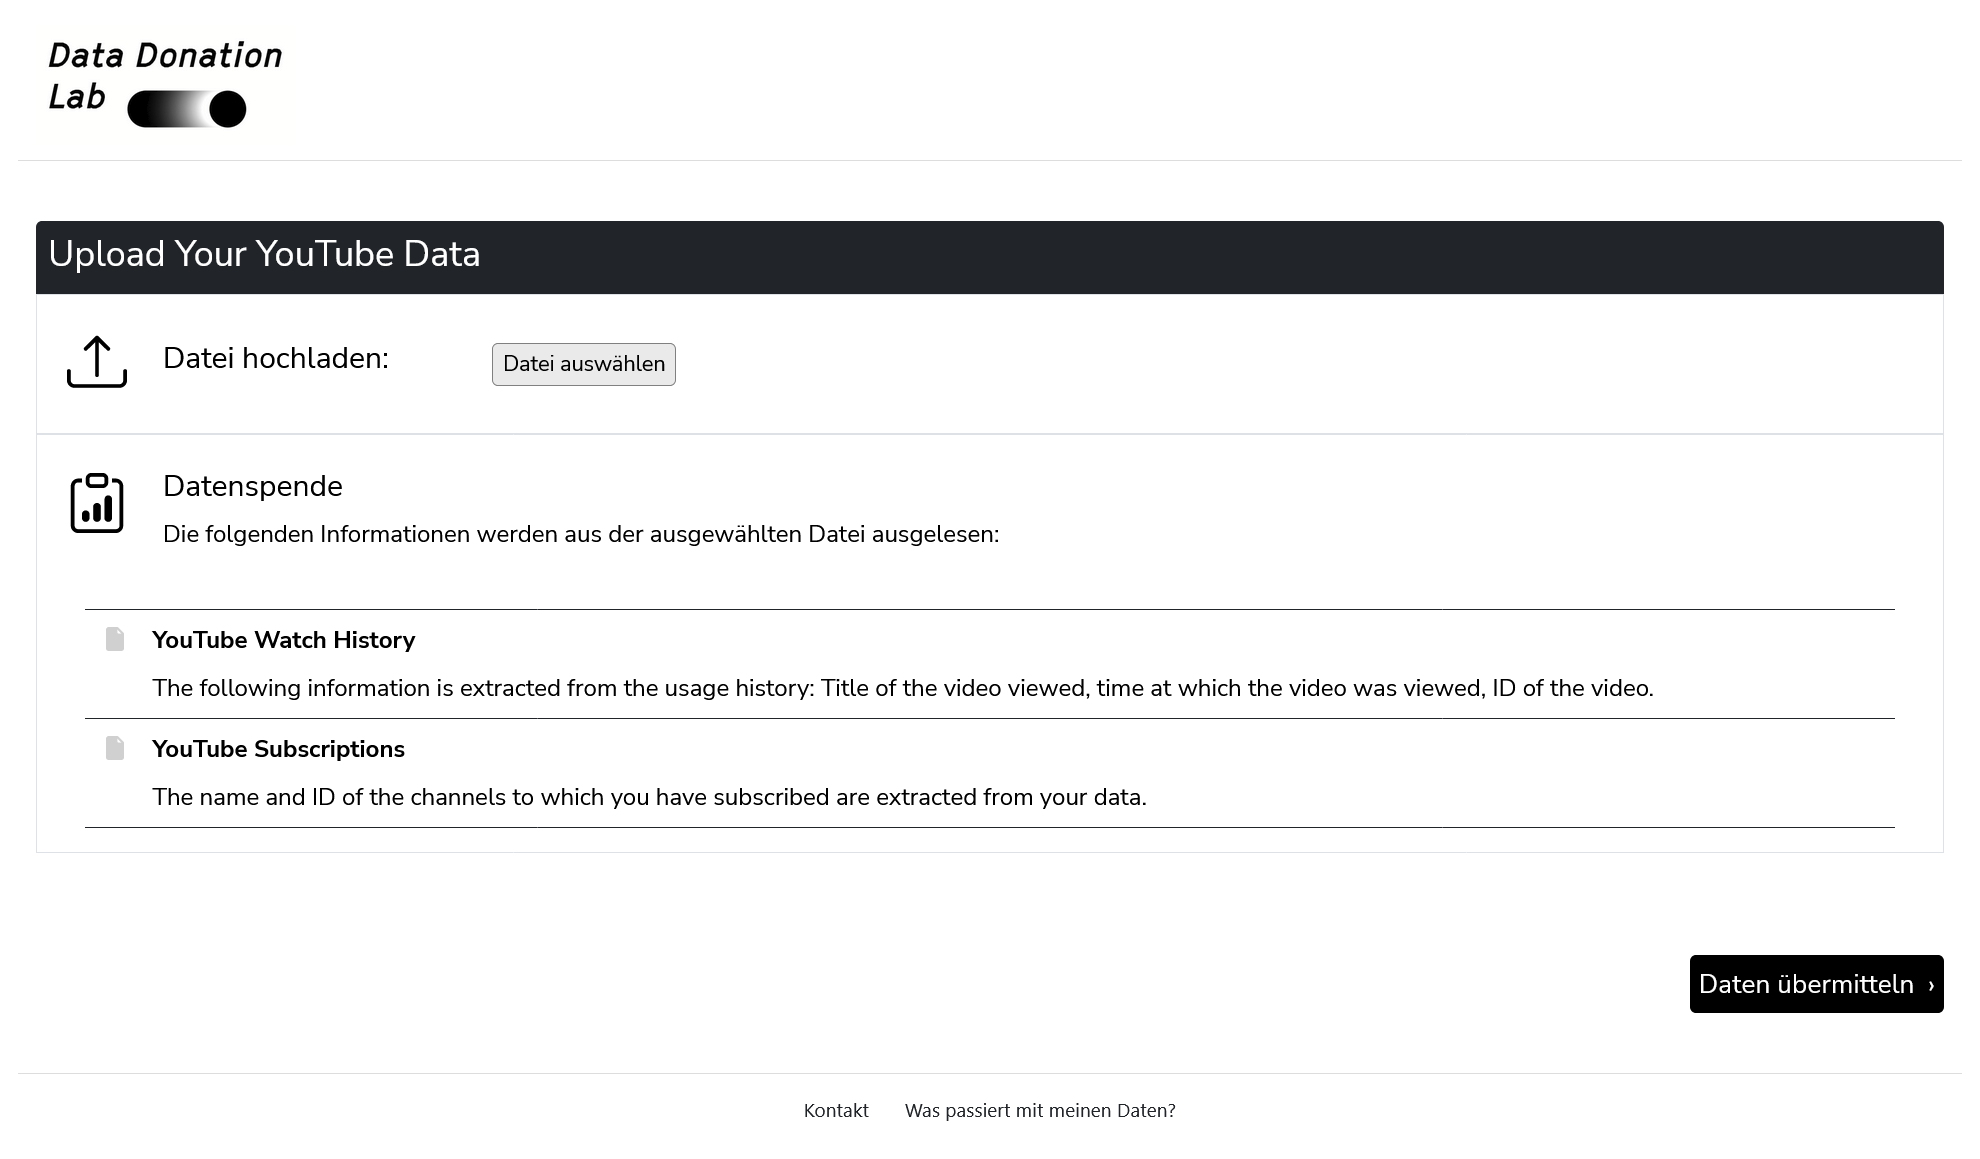 Data Donation
Lab
Upload Your YouTube Data
Datei hochladen:
Datei auswählen
Datenspende
Die folgenden Informationen werden aus der ausgewählten Datei ausgelesen:
YouTube Watch History
The following information is extracted from the usage history: Title of the video viewed, time at which the video was viewed, ID of the video.
YouTube Subscriptions
The name and ID of the channels to which you have subscribed are extracted from your data.
Daten übermitteln ›
Kontakt Was passiert mit meinen Daten?